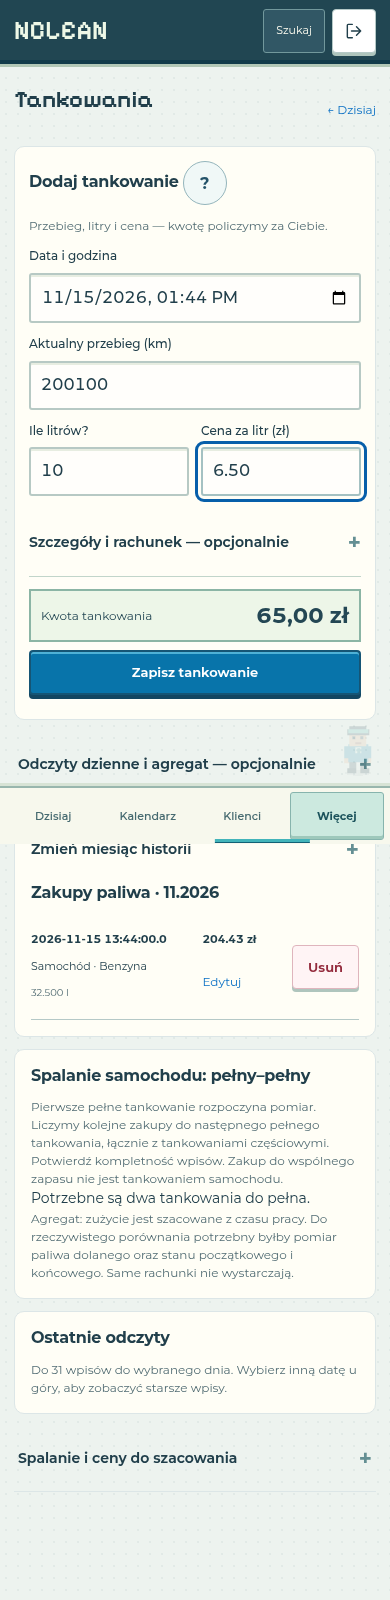 NOLEAN
Szukaj
Tankowania
← Dzisiaj
Dodaj tankowanie ?
Przebieg, litry i cena — kwotę policzymy za Ciebie.
Data i godzina
11/15/2026, 01:44 PM
Aktualny przebieg (km)
200100
Ile litrów? Cena za litr (zł)
10 6.50
Szczegóły i rachunek — opcjonalnie +
Kwota tankowania 65,00 zł
Zapisz tankowanie
Odczyty dzienne i agregat — opcjonalnie +
Dzisiaj Kalendarz Klienci Więcej
Zmień miesiąc historii +
Zakupy paliwa · 11.2026
2026-11-15 13:44:00.0 204.43 zł
Samochód · Benzyna
Edytuj
Usuń
32.500 l
Spalanie samochodu: pełny–pełny
Pierwsze pełne tankowanie rozpoczyna pomiar.
Liczymy kolejne zakupy do następnego pełnego
tankowania, łącznie z tankowaniami częściowymi.
Potwierdź kompletność wpisów. Zakup do wspólnego
zapasu nie jest tankowaniem samochodu.
Potrzebne są dwa tankowania do pełna.
Agregat: zużycie jest szacowane z czasu pracy. Do
rzeczywistego porównania potrzebny byłby pomiar
paliwa dolanego oraz stanu początkowego i
końcowego. Same rachunki nie wystarczają.
Ostatnie odczyty
Do 31 wpisów do wybranego dnia. Wybierz inną datę u
góry, aby zobaczyć starsze wpisy.
Spalanie i ceny do szacowania +